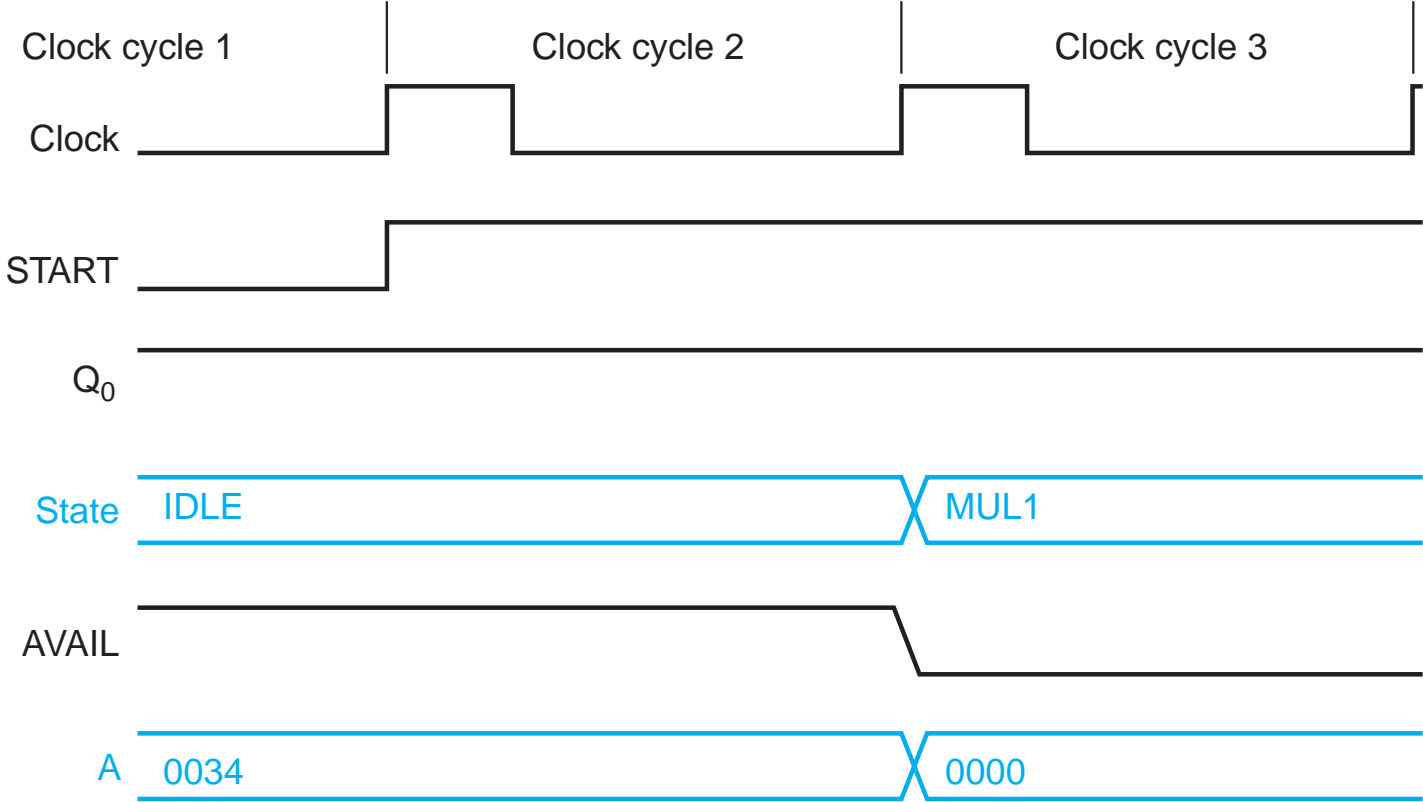 Clock cycle 1 Clock cycle 2 Clock cycle 3
Clock
START
Q0
State IDLE MUL1
AVAIL
A 0034 0000